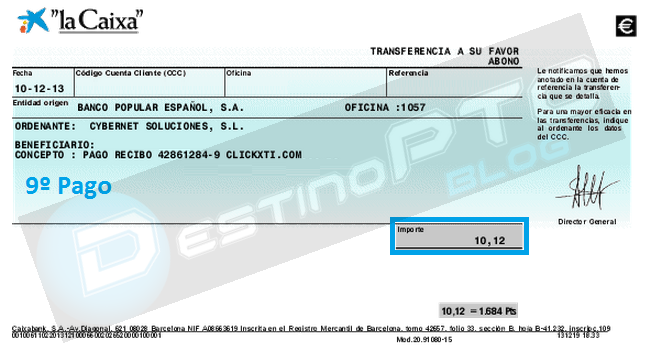 "la Caixa"
€
TRANSFERENCIA A SU FAVOR
ABONO
Fecha
Código Cuenta Cliente (CCC)
Oficina
Referencia
10-12-13
Entidad origen
BANCO POPULAR ESPAÑOL, S.A.
OFICINA :1057
ORDENANTE: CYBERNET SOLUCIONES, S.L.
BENEFICIARIO:
CONCEPTO : PAGO RECIBO 42861284-9 CLICKXTI.COM
Le notificamos que hemos
anotado en la cuenta de
referencia la transferen-
cia que se detalla.
Para una mayor eficacia en
las transferencias, indique
al ordenante los datos
del CCC.
9º Pago
DESTINOPTC
BLOG
Director General
Importe
10,12
10,12 = 1.684 Pts
Caixabank, S.A.-Av.Diagonal, 621 08028 Barcelona NIF A08663619 Inscrita en el Registro Mercantil de Barcelona, tomo 42657, folio 33, sección B, hoja B-41.232, inscripc.109
Mod.20.91080-15
131219 18.33